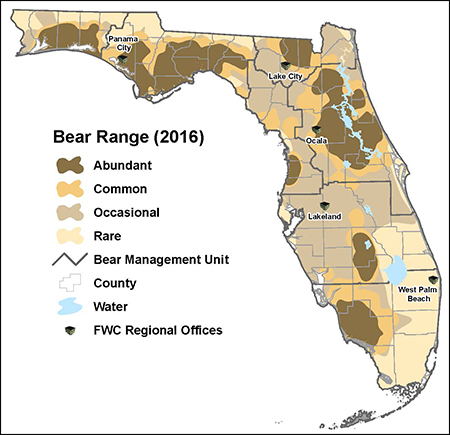 Panama
City
Lake City
Ocala
Bear Range (2016)
Abundant
Common
Occasional
Rare
Bear Management Unit
County
Water
FWC Regional Offices
Lakeland
West Palm
Beach